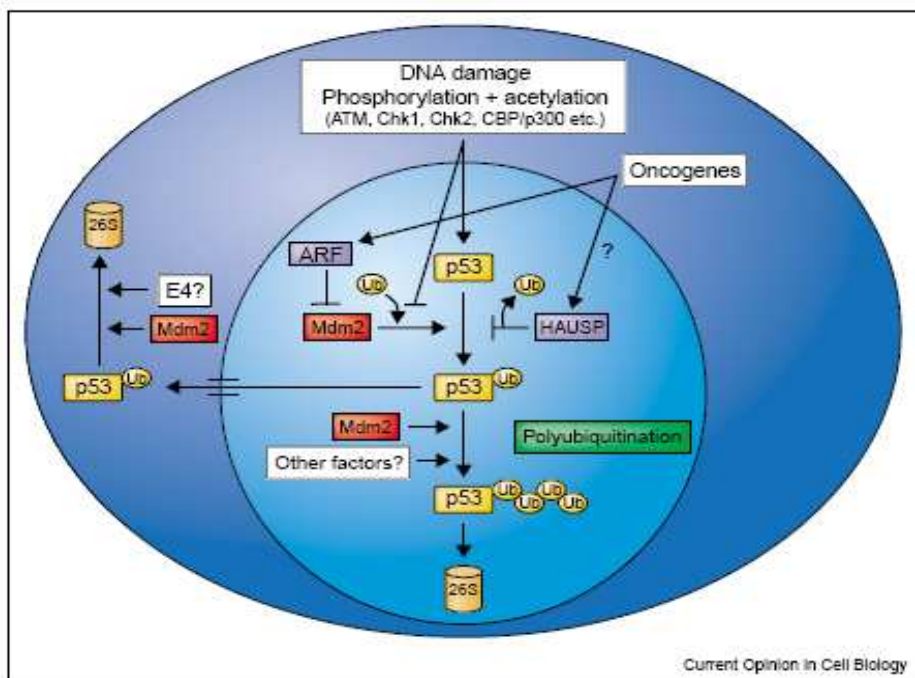 DNA damage
Phosphorylation + acetylation
(ATM, Chk1, Chk2, CBP/p300 etc.)
Oncogenes
26S
ARF
p53
?
Ub
Ub
E4?
Mdm2
Mdm2
HAUSP
p53
Ub
p53
Ub
Mdm2
Polyubiquitination
Other factors?
p53
Ub
Ub
Ub
Ub
26S
Current Opinion in Cell Biology